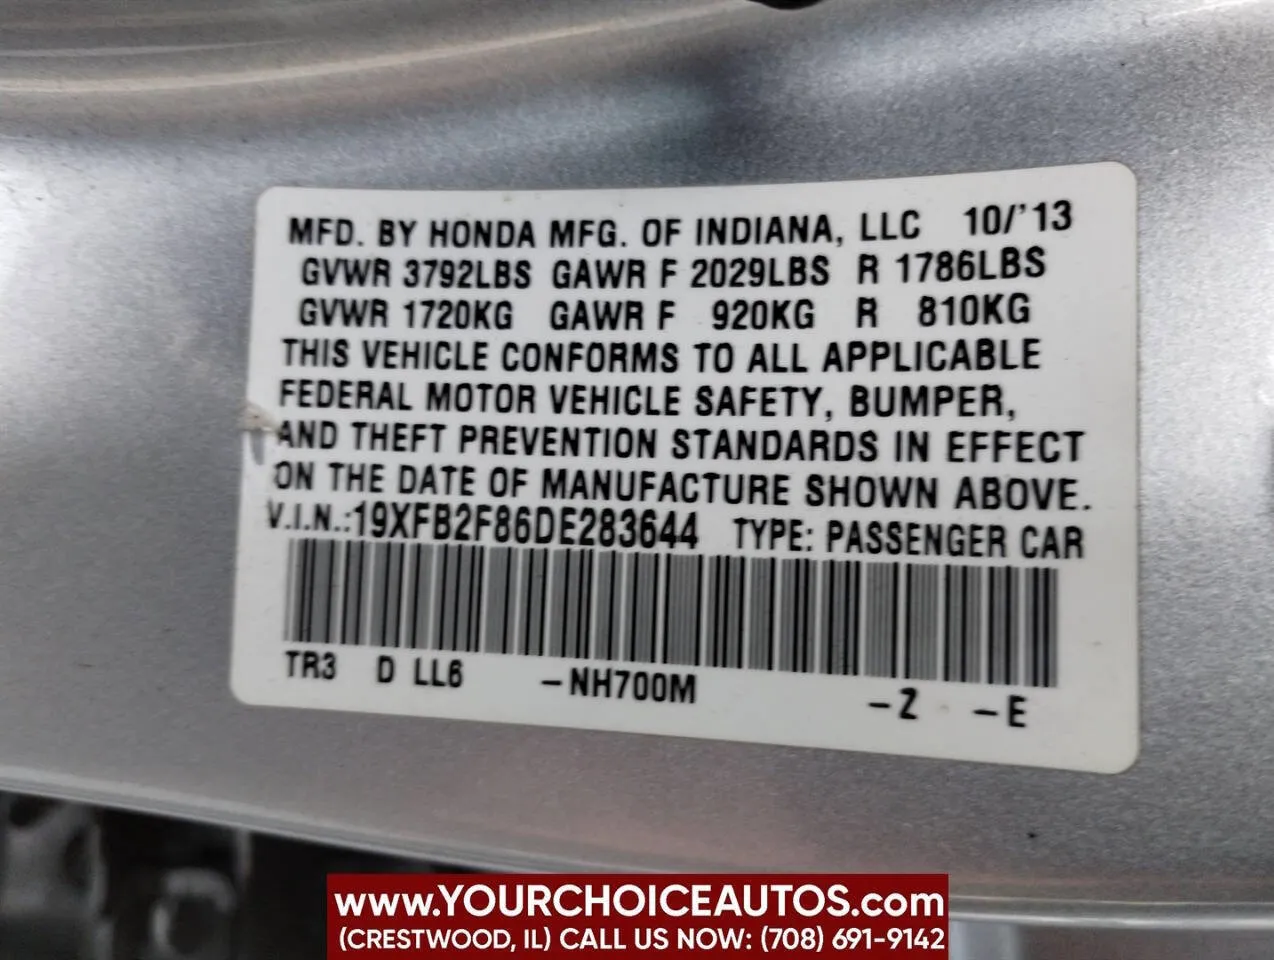 MFD. BY HONDA MFG. OF INDIANA, LLC 10/'13
GVWR 3792LBS GAWR F 2029LBS R 1786LBS
GVWR 1720KG GAWR F 920KG R 810KG
THIS VEHICLE CONFORMS TO ALL APPLICABLE
FEDERAL MOTOR VEHICLE SAFETY, BUMPER,
AND THEFT PREVENTION STANDARDS IN EFFECT
ON THE DATE OF MANUFACTURE SHOWN ABOVE.
V.I.N.:19XFB2F86DE283644 TYPE: PASSENGER CAR
TR3 D LL6 -NH700M -Z -E
www.YOURCHOICEAUTOS.com
(CRESTWOOD, IL) CALL US NOW: (708) 691-9142